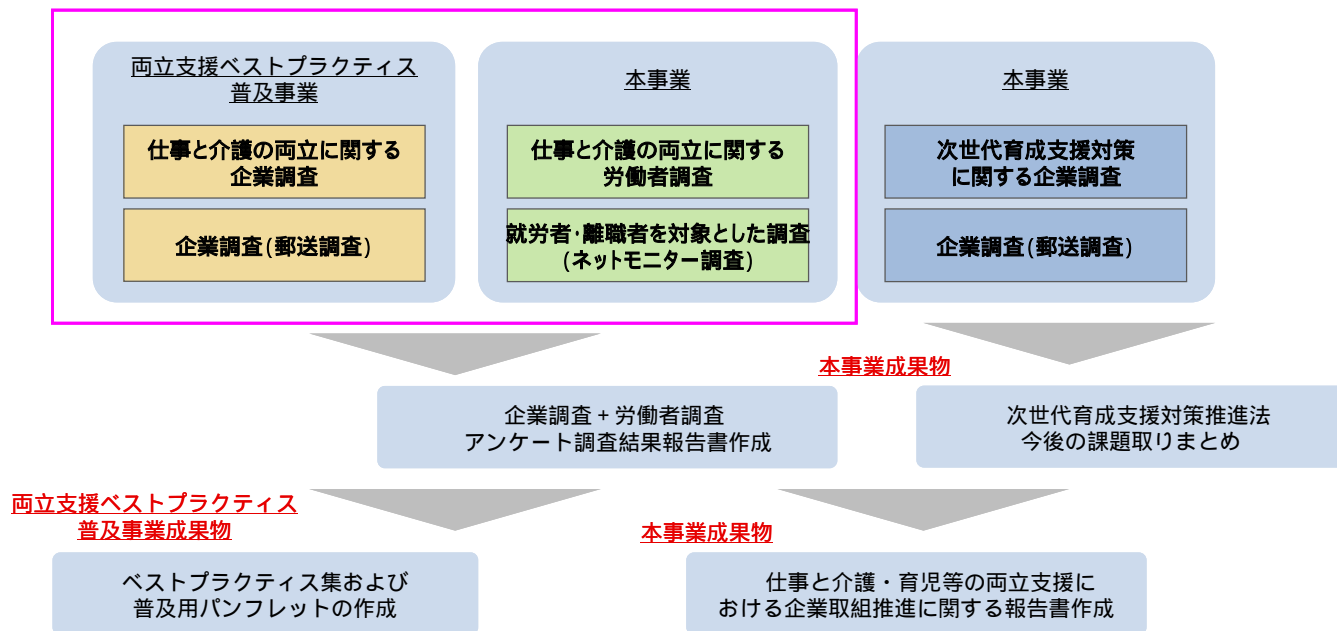 両立支援ベストプラクティス
普及事業
仕事と介護の両立に関する
企業調査
企業調査(郵送調査)
本事業
仕事と介護の両立に関する
労働者調査
就労者・離職者を対象とした調査
(ネットモニター調査)
本事業
次世代育成支援対策
に関する企業調査
企業調査(郵送調査)
本事業成果物
企業調査+労働者調査
アンケート調査結果報告書作成
次世代育成支援対策推進法
今後の課題取りまとめ
両立支援ベストプラクティス
普及事業成果物
本事業成果物
ベストプラクティス集および
普及用パンフレットの作成
仕事と介護・育児等の両立支援に
おける企業取組推進に関する報告書作成